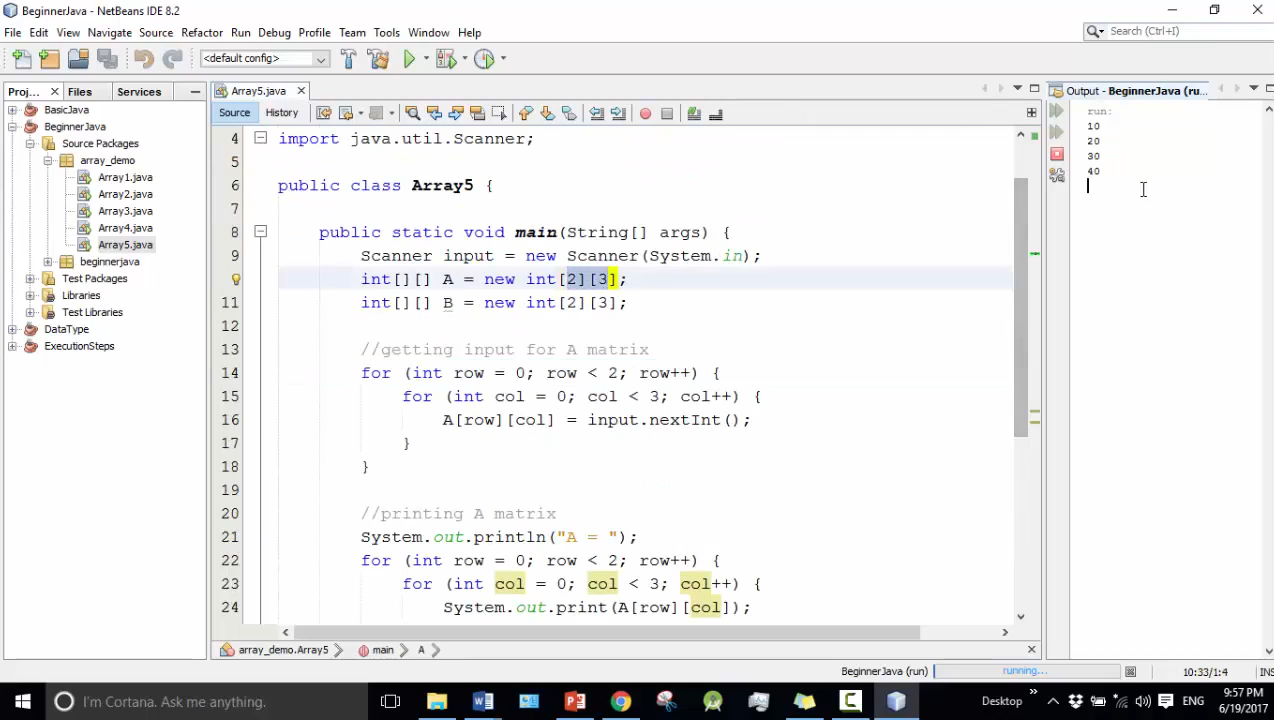 BeginnerJava - NetBeans IDE 8.2
File Edit View Navigate Source Refactor Run Debug Profile Team Tools Window Help
Search (Ctrl+I)
<default config>
Proj... Files Services
Array5.java
Output - BeginnerJava (ru...
Source History
BasicJava
BeginnerJava
Source Packages
array_demo
Array1.java
Array2.java
Array3.java
Array4.java
Array5.java
beginnerjava
Test Packages
Libraries
Test Libraries
DataType
ExecutionSteps
4 import java.util.Scanner;
5
6 public class Array5 {
7
8 public static void main(String[] args) {
9 Scanner input = new Scanner(System.in);
int[][] A = new int[2][3];
11 int[][] B = new int[2][3];
12
13 //getting input for A matrix
14 for (int row = 0; row < 2; row++) {
15 for (int col = 0; col < 3; col++) {
16 A[row][col] = input.nextInt();
17 }
18 }
19
20 //printing A matrix
21 System.out.println("A = ");
22 for (int row = 0; row < 2; row++) {
23 for (int col = 0; col < 3; col++) {
24 System.out.print(A[row][col]);
run:
10
20
30
40
array_demo.Array5 main A
BeginnerJava (run) running... 10:33/1:4 INS
I'm Cortana. Ask me anything.
Desktop
ENG
9:57 PM
6/19/2017